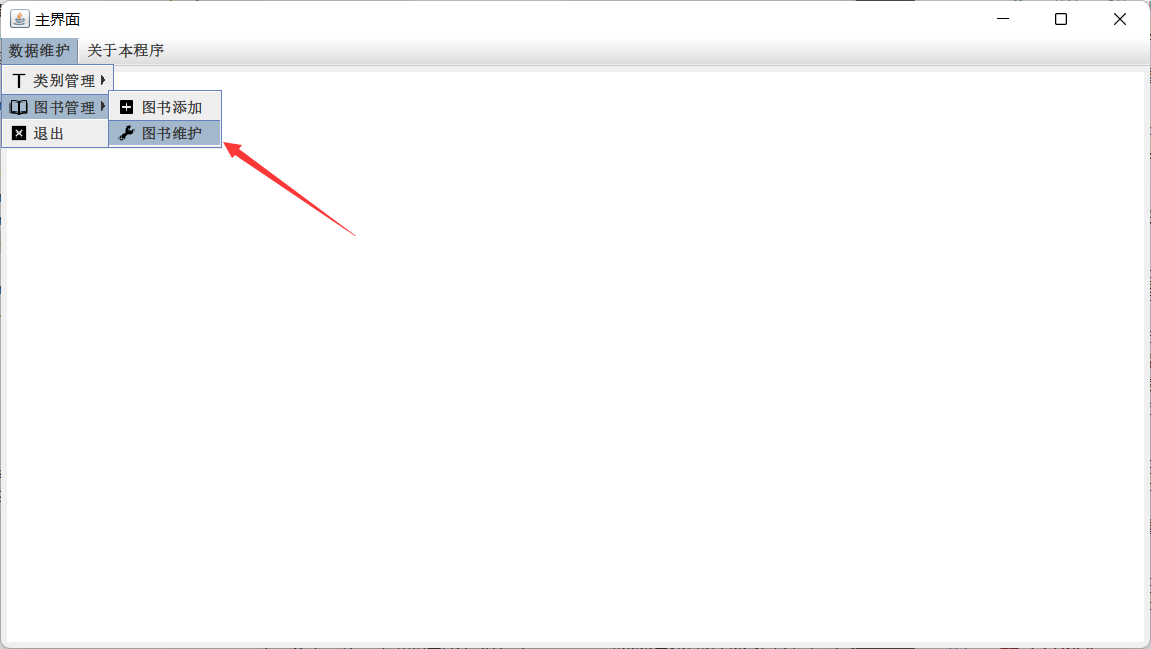 主界面
数据维护 关于本程序
类别管理
图书管理 图书添加
退出 图书维护